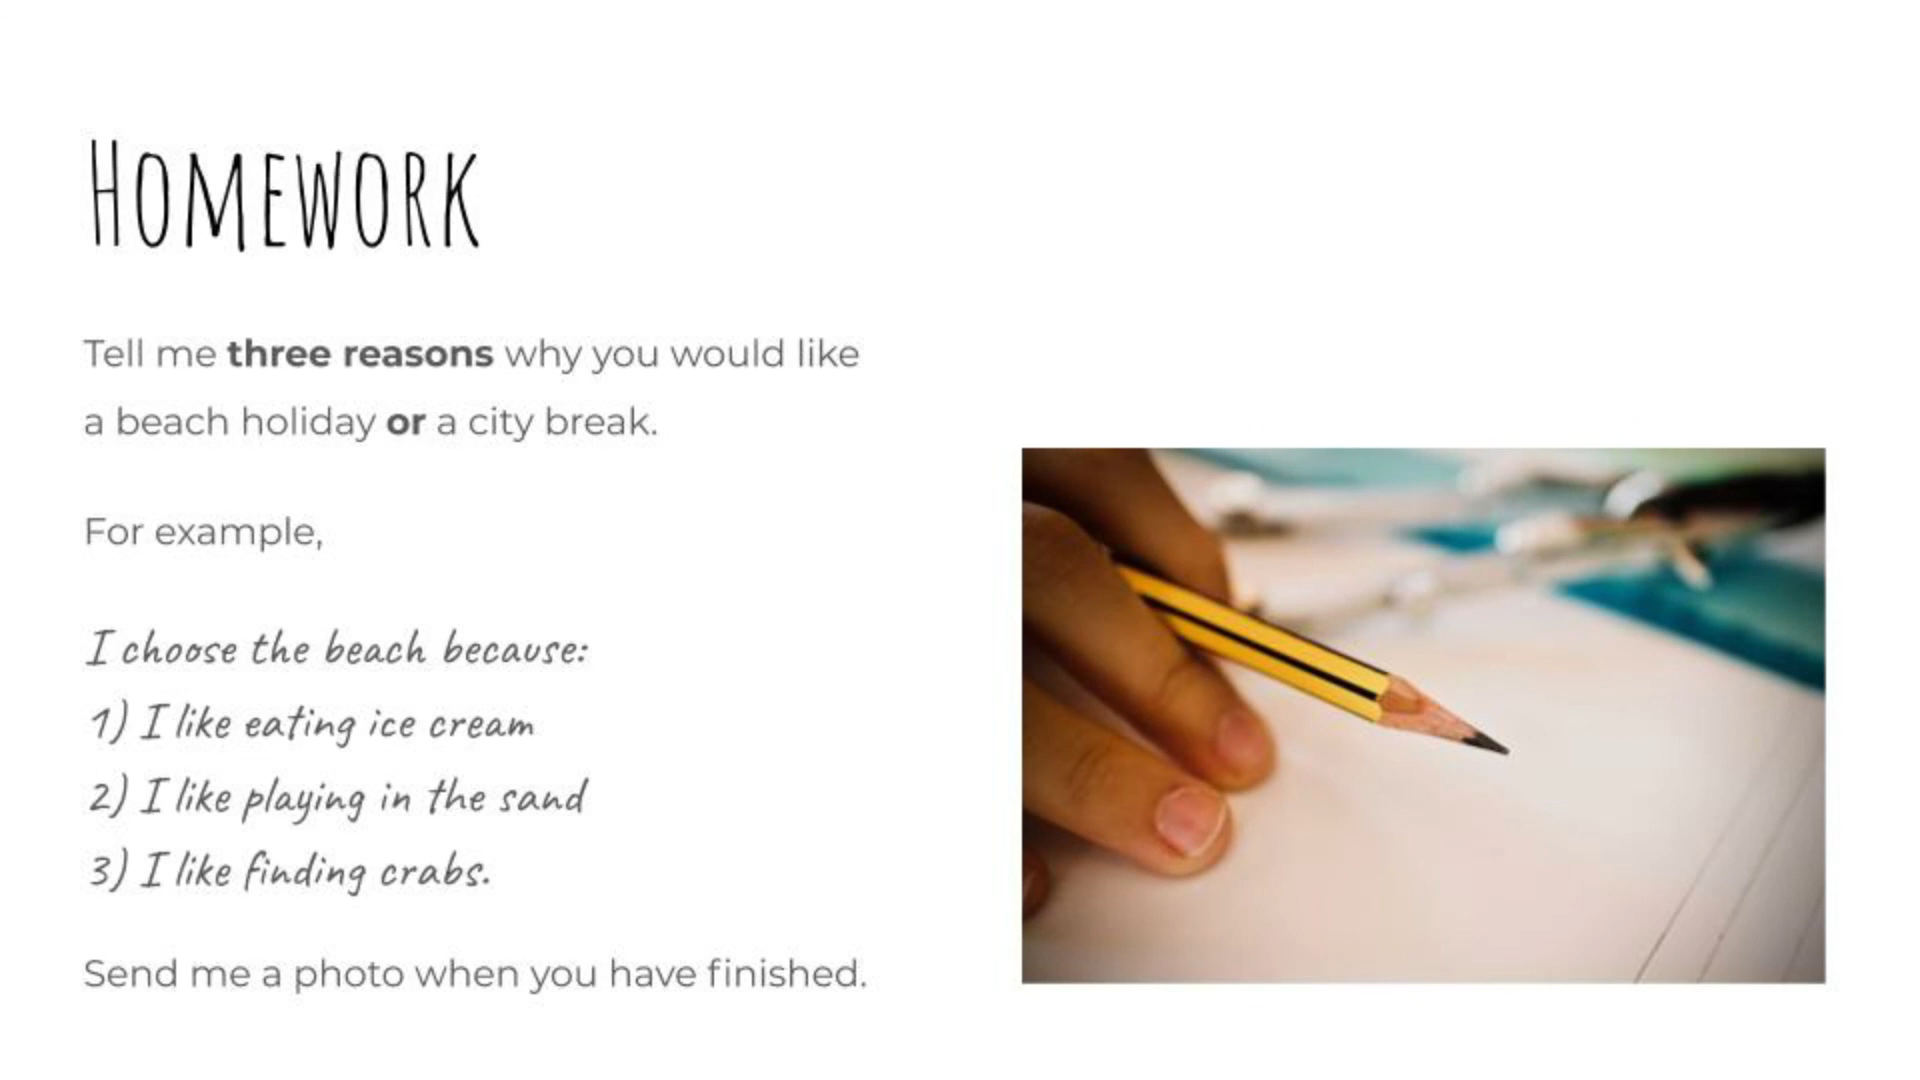 HOMEWORK
Tell me three reasons why you would like
a beach holiday or a city break.
For example,
I choose the beach because:
1) I like eating ice cream
2) I like playing in the sand
3) I like finding crabs.
Send me a photo when you have finished.